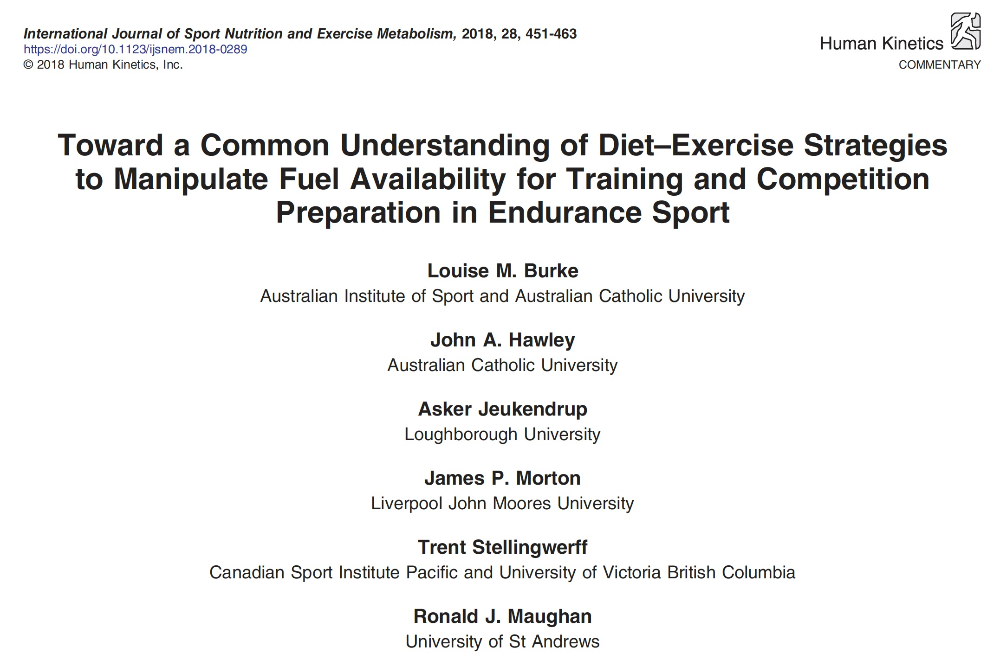 International Journal of Sport Nutrition and Exercise Metabolism, 2018, 28, 451-463
https://doi.org/10.1123/ijsnem.2018-0289
© 2018 Human Kinetics, Inc.
Human Kinetics
COMMENTARY
Toward a Common Understanding of Diet–Exercise Strategies
to Manipulate Fuel Availability for Training and Competition
Preparation in Endurance Sport
Louise M. Burke
Australian Institute of Sport and Australian Catholic University
John A. Hawley
Australian Catholic University
Asker Jeukendrup
Loughborough University
James P. Morton
Liverpool John Moores University
Trent Stellingwerff
Canadian Sport Institute Pacific and University of Victoria British Columbia
Ronald J. Maughan
University of St Andrews